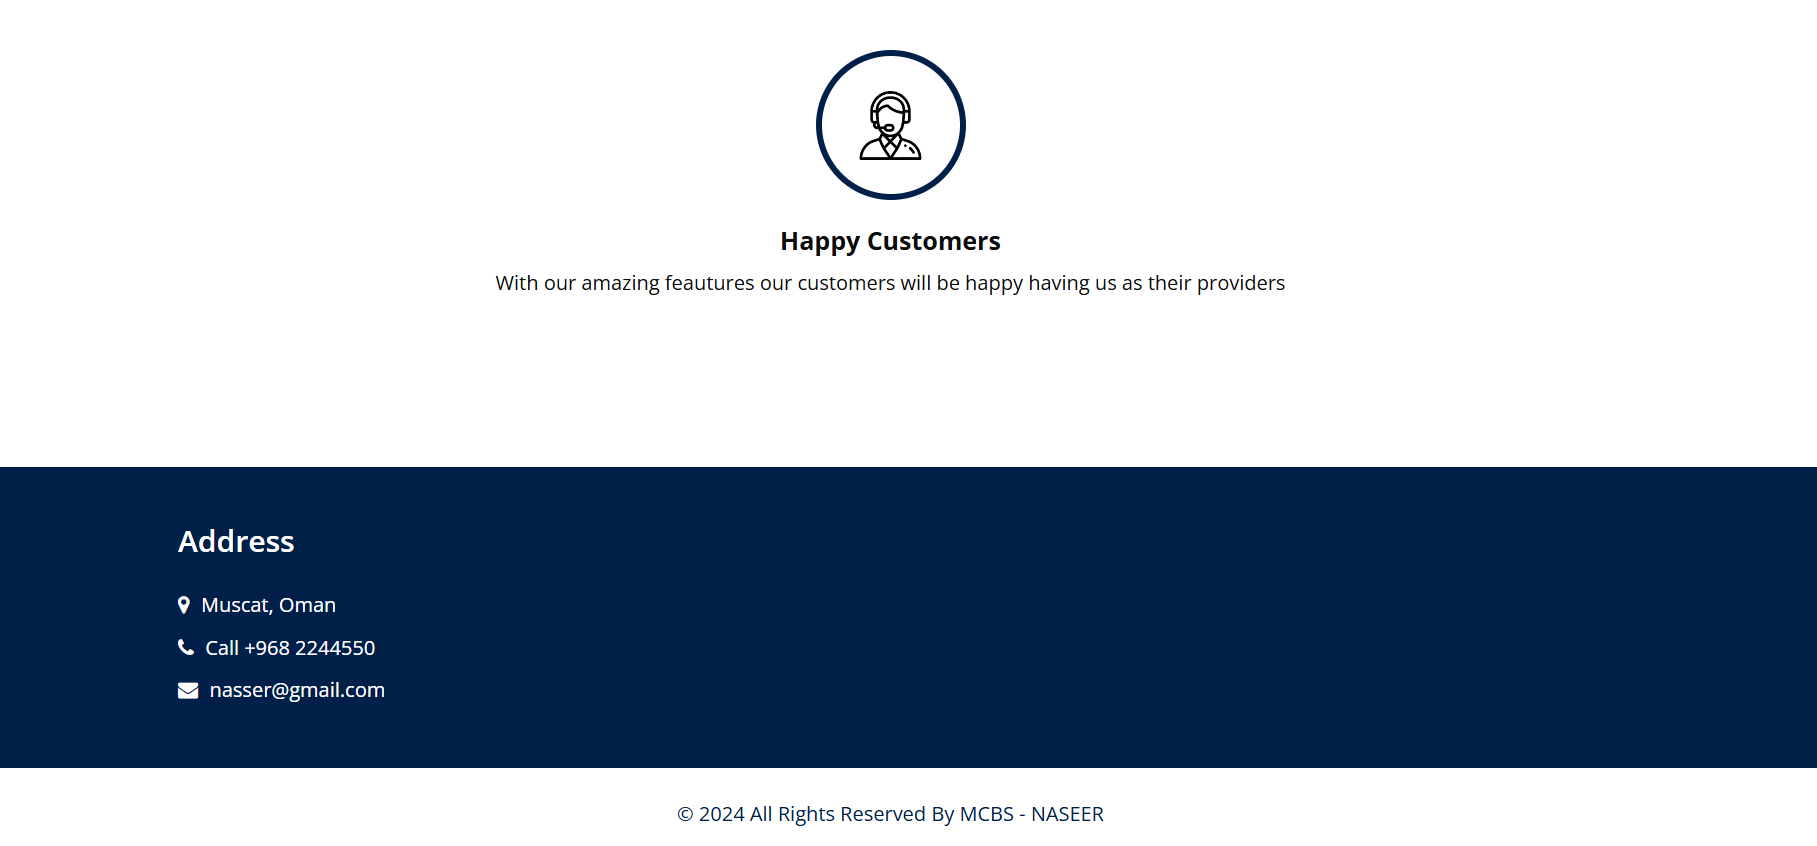 Happy Customers
With our amazing feautures our customers will be happy having us as their providers
Address
Muscat, Oman
Call +968 2244550
nasser@gmail.com
© 2024 All Rights Reserved By MCBS - NASEER